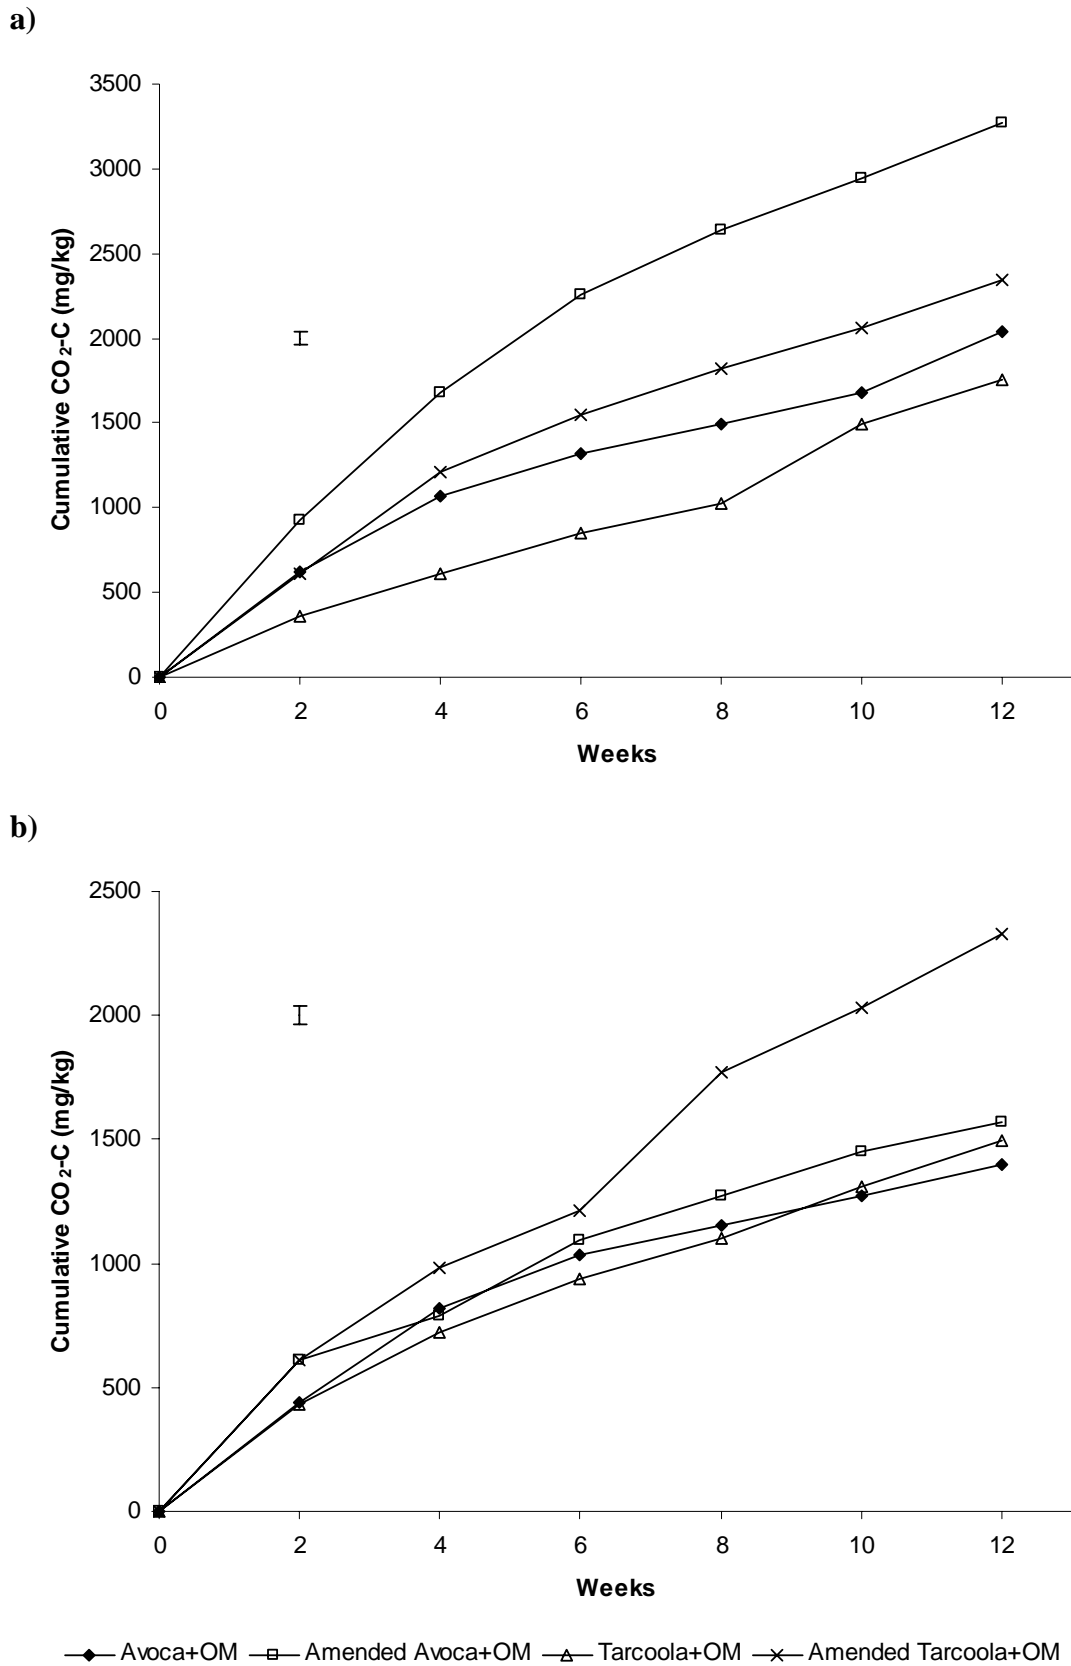 a)
3500
3000
2500
2000
1500
1000
500
0
Cumulative CO₂-C (mg/kg)
0 2 4 6 8 10 12
Weeks
b)
2500
2000
1500
1000
500
0
Cumulative CO₂-C (mg/kg)
0 2 4 6 8 10 12
Weeks
Avoca+OM Amended Avoca+OM Tarcoola+OM Amended Tarcoola+OM